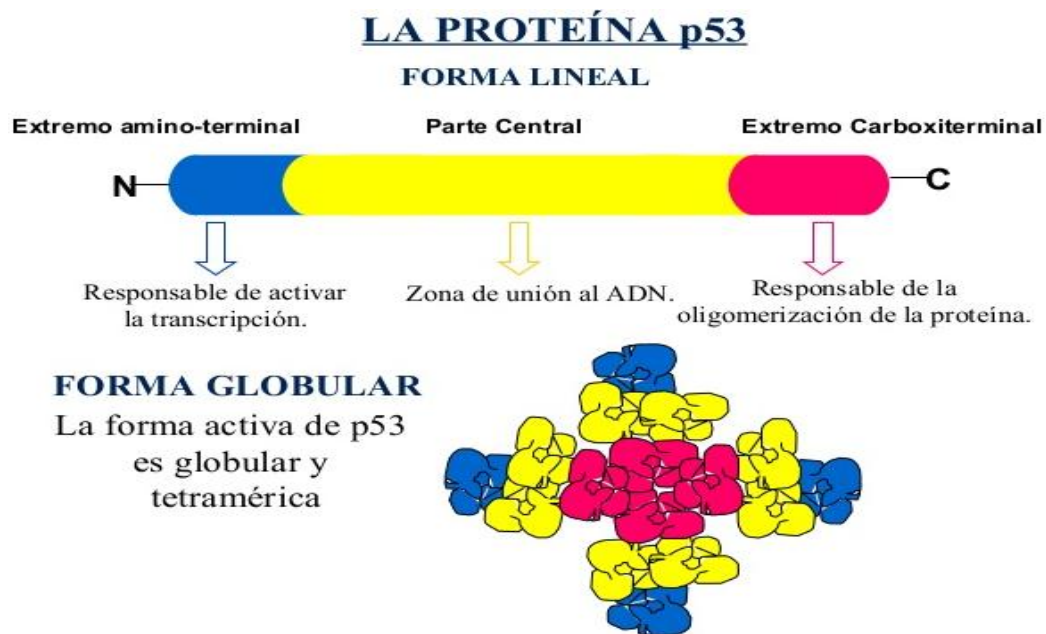 LA PROTEÍNA p53
FORMA LINEAL
Extremo amino-terminal
Parte Central
Extremo Carboxiterminal
N
C
Responsable de activar
la transcripción.
Zona de unión al ADN.
Responsable de la
oligomerización de la proteína.
FORMA GLOBULAR
La forma activa de p53
es globular y
tetramérica